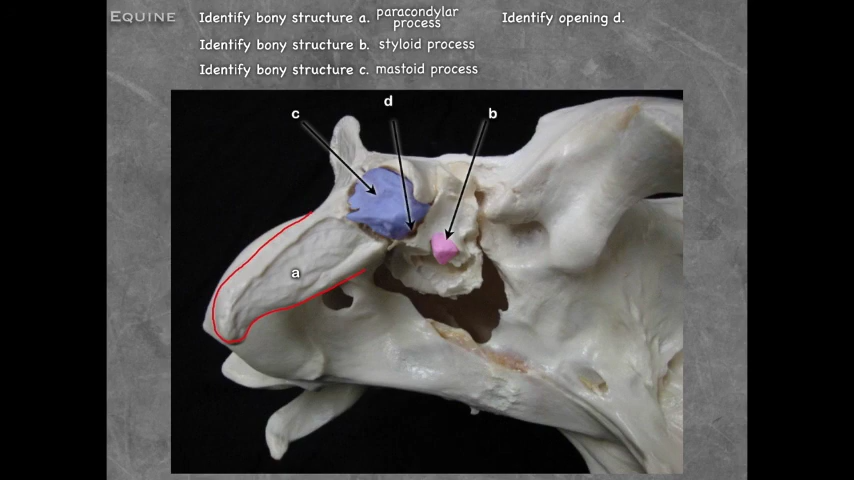 EQUINE
Identify bony structure a. paracondylar process
Identify opening d.
Identify bony structure b. styloid process
Identify bony structure c. mastoid process
c
d
b
a